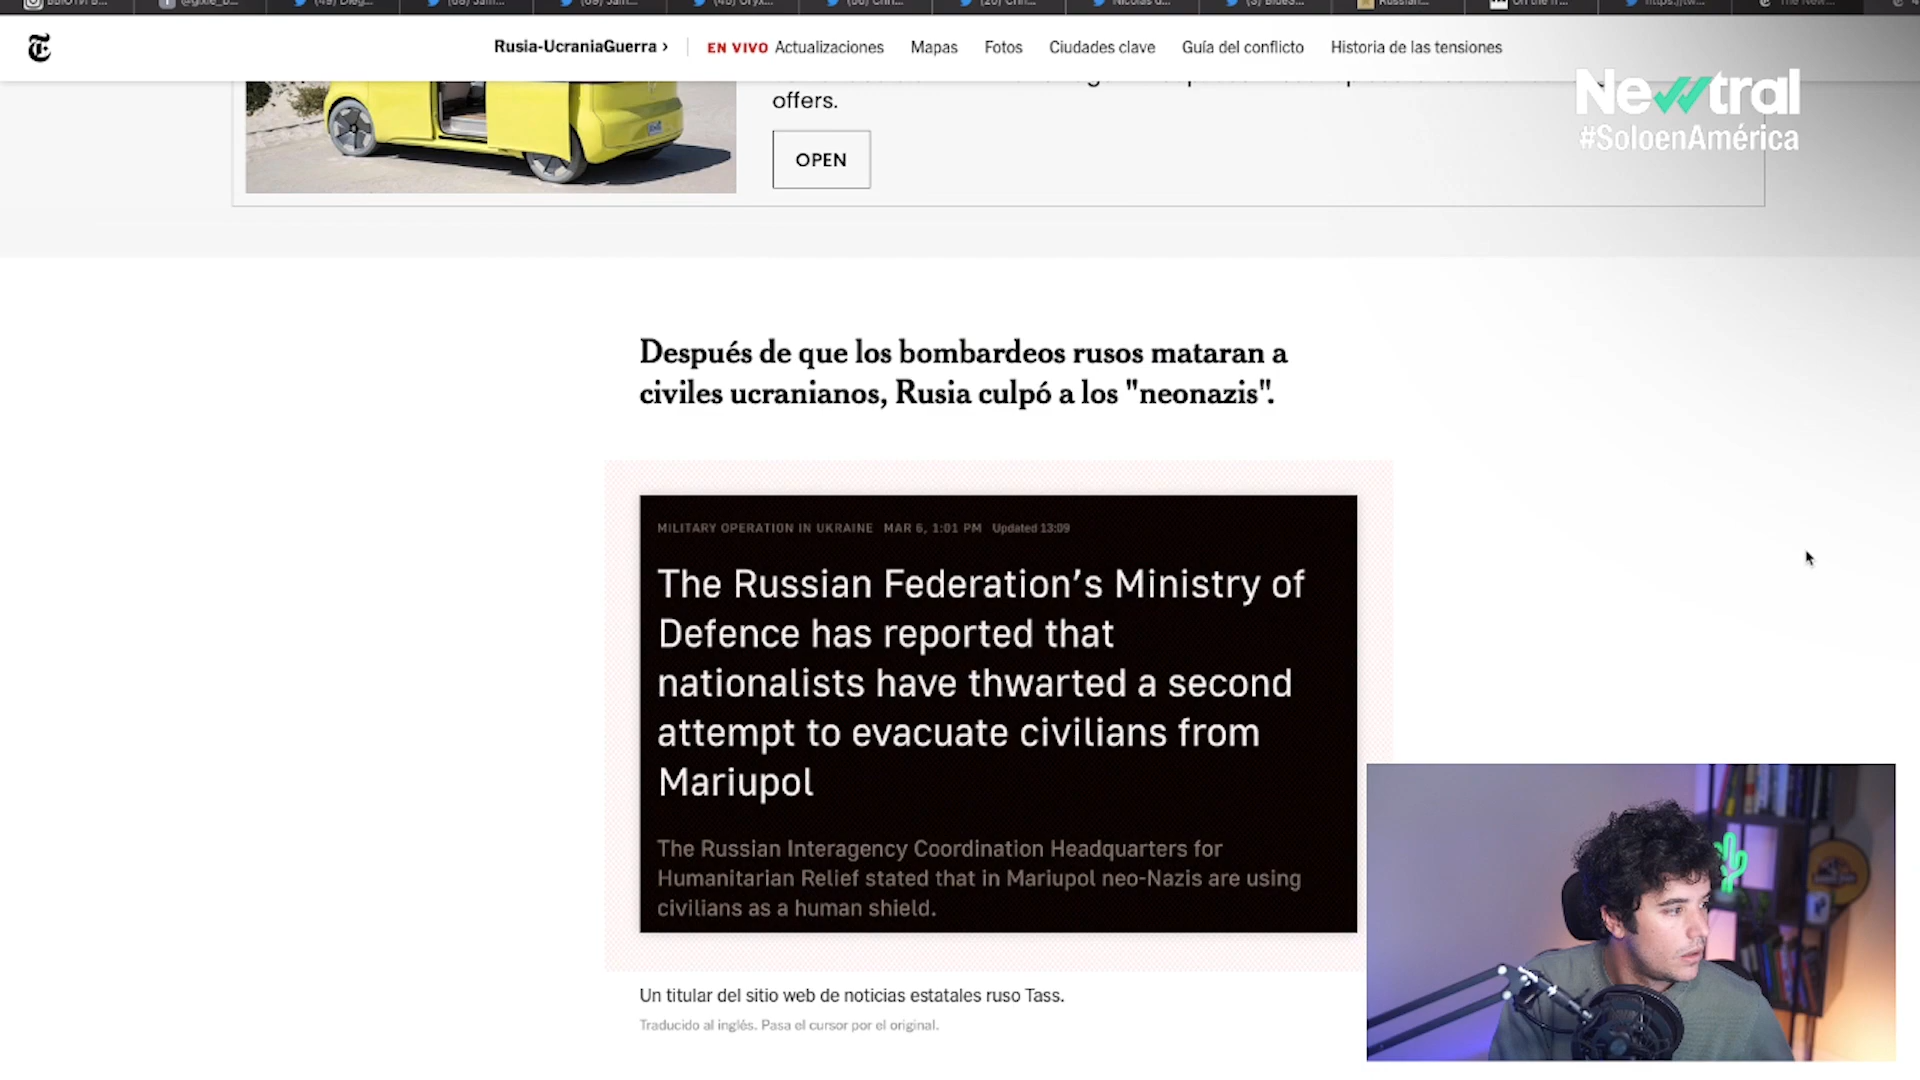 Rusia-UcraniaGuerra ›
EN VIVO Actualizaciones
Mapas
Fotos
Ciudades clave
Guía del conflicto
Historia de las tensiones
Newtral
#SoloenAmérica
offers.
OPEN
Después de que los bombardeos rusos mataran a
civiles ucranianos, Rusia culpó a los "neonazis".
MILITARY OPERATION IN UKRAINE MAR 6, 1:01 PM Updated 13:09
The Russian Federation’s Ministry of
Defence has reported that
nationalists have thwarted a second
attempt to evacuate civilians from
Mariupol
The Russian Interagency Coordination Headquarters for
Humanitarian Relief stated that in Mariupol neo-Nazis are using
civilians as a human shield.
Un titular del sitio web de noticias estatales ruso Tass.
Traducido al inglés. Pasa el cursor por el original.